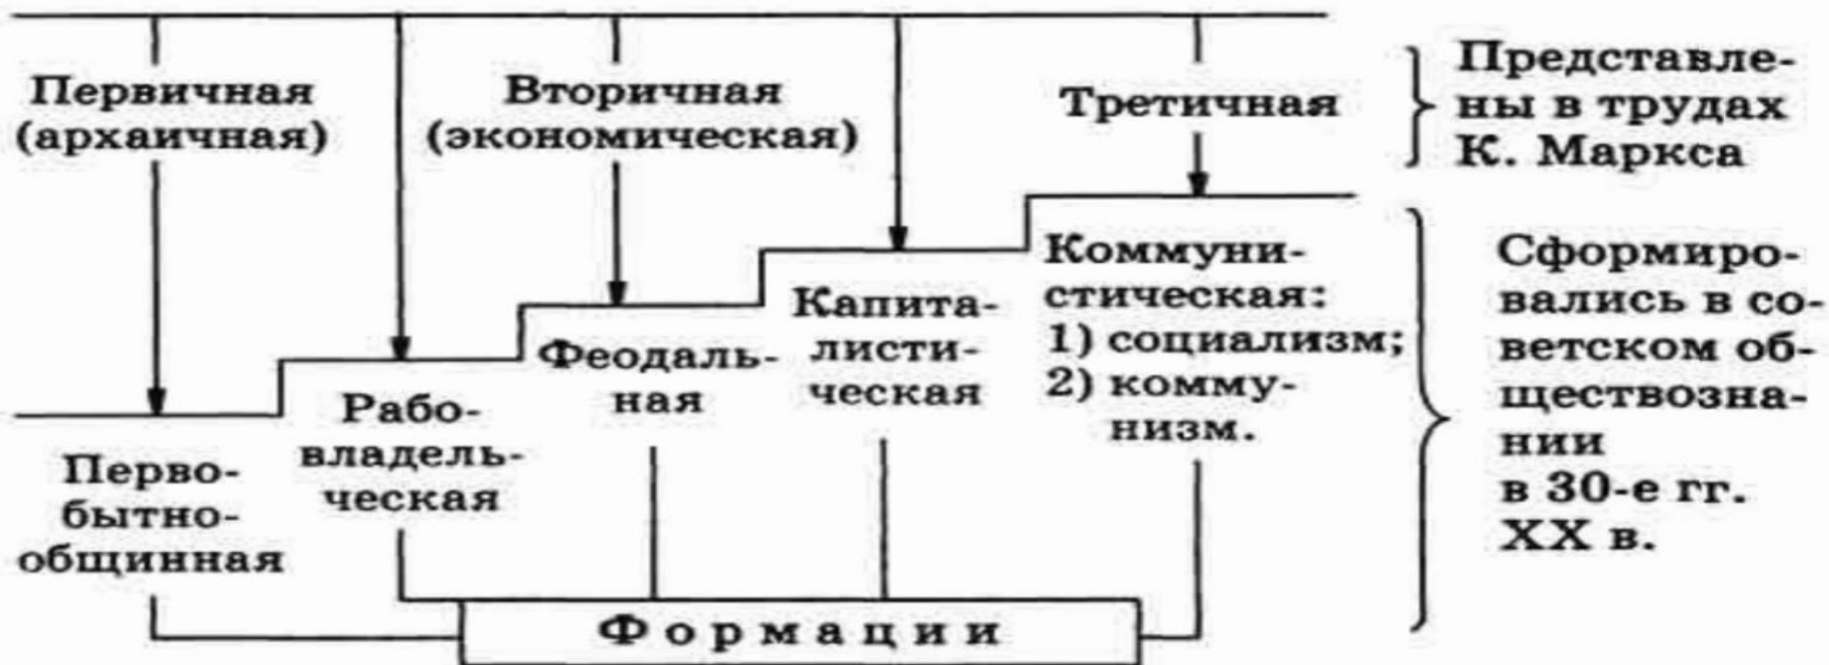 Первичная
(архаичная)
Вторичная
(экономическая)
Третичная
Представле-
ны в трудах
К. Маркса
Перво-
бытно-
общинная
Рабо-
владель-
ческая
Феодаль-
ная
Капита-
листи-
ческая
Коммуни-
стическая:
1) социализм;
2) комму-
низм.
Сформиро-
вались в со-
ветском об-
ществозна-
нии
в 30-е гг.
XX в.
Формации